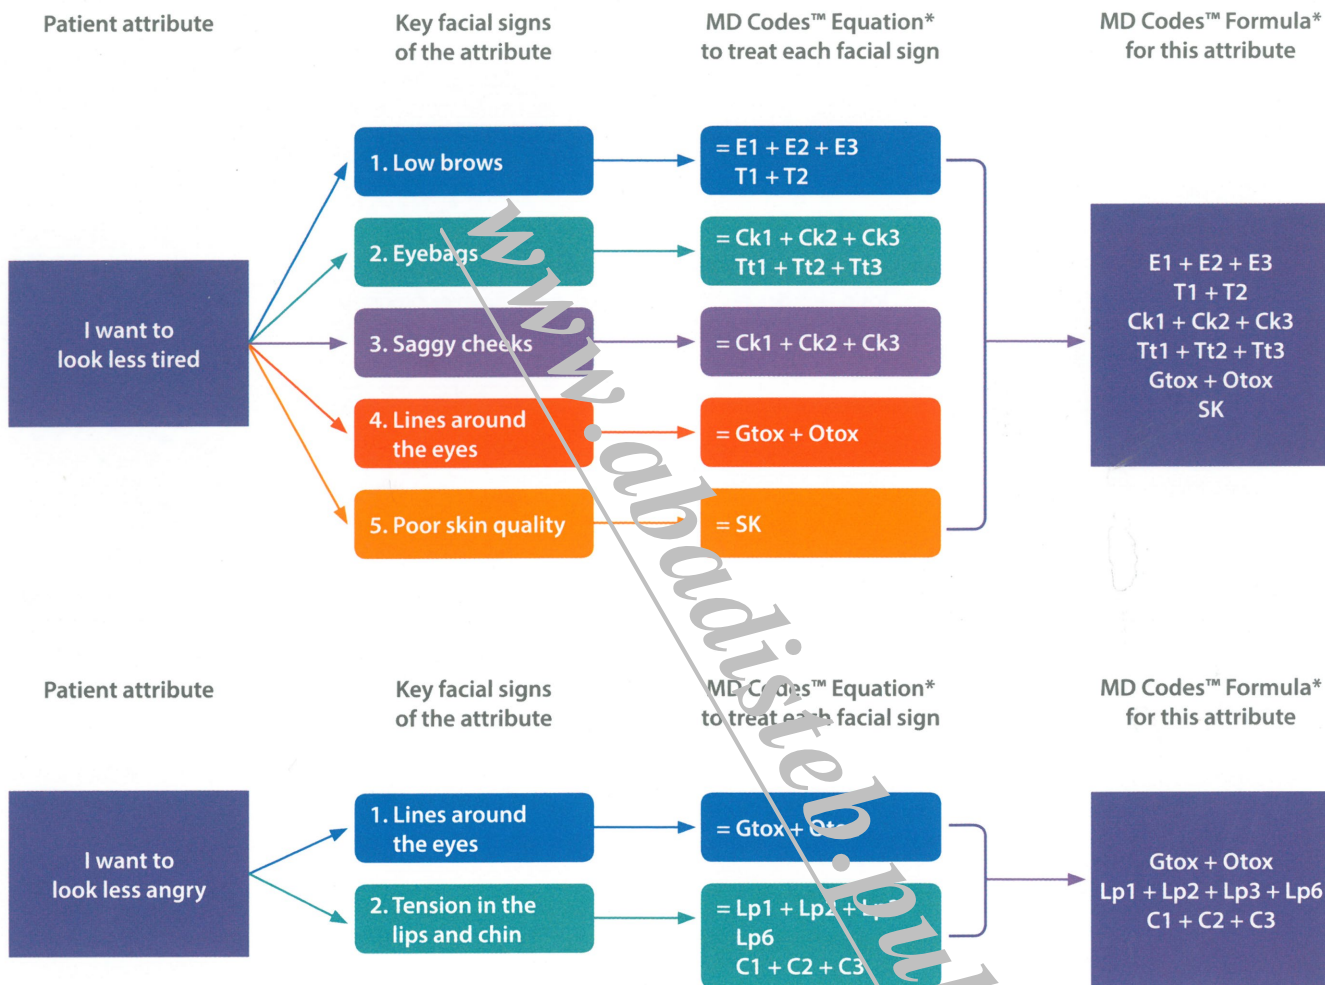 Patient attribute
Key facial signs
of the attribute
MD Codes™ Equation*
to treat each facial sign
MD Codes™ Formula*
for this attribute
I want to
look less tired
1. Low brows
2. Eyebags
3. Saggy cheeks
4. Lines around
the eyes
5. Poor skin quality
= E1 + E2 + E3
T1 + T2
= Ck1 + Ck2 + Ck3
Tt1 + Tt2 + Tt3
= Ck1 + Ck2 + Ck3
= Gtox + Otox
= SK
E1 + E2 + E3
T1 + T2
Ck1 + Ck2 + Ck3
Tt1 + Tt2 + Tt3
Gtox + Otox
SK
Patient attribute
Key facial signs
of the attribute
MD Codes™ Equation*
to treat each facial sign
MD Codes™ Formula*
for this attribute
I want to
look less angry
1. Lines around
the eyes
2. Tension in the
lips and chin
= Gtox + Otox
= Lp1 + Lp2 + Lp3
Lp6
C1 + C2 + C3
Gtox + Otox
Lp1 + Lp2 + Lp3 + Lp6
C1 + C2 + C3
www.abadisteb.pu